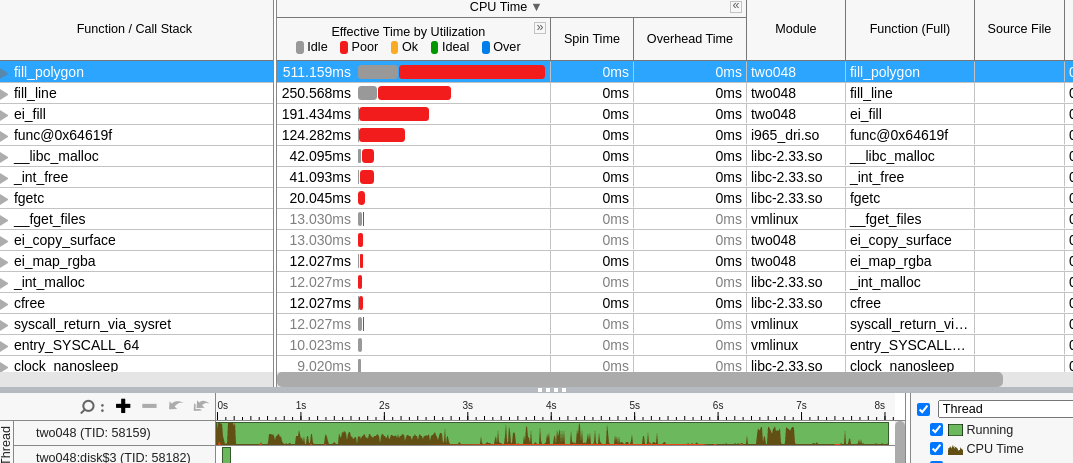 CPU Time ▼
«
Function / Call Stack
Effective Time by Utilization
»
Spin Time
Overhead Time
Module
Function (Full)
Source File
Idle Poor Ok Ideal Over
fill_polygon 511.159ms 0ms 0ms two048 fill_polygon
fill_line 250.568ms 0ms 0ms two048 fill_line
ei_fill 191.434ms 0ms 0ms two048 ei_fill
func@0x64619f 124.282ms 0ms 0ms i965_dri.so func@0x64619f
__libc_malloc 42.095ms 0ms 0ms libc-2.33.so __libc_malloc
_int_free 41.093ms 0ms 0ms libc-2.33.so _int_free
fgetc 20.045ms 0ms 0ms libc-2.33.so fgetc
__fget_files 13.030ms 0ms 0ms vmlinux __fget_files
ei_copy_surface 13.030ms 0ms 0ms two048 ei_copy_surface
ei_map_rgba 12.027ms 0ms 0ms two048 ei_map_rgba
_int_malloc 12.027ms 0ms 0ms libc-2.33.so _int_malloc
cfree 12.027ms 0ms 0ms libc-2.33.so cfree
syscall_return_via_sysret 12.027ms 0ms 0ms vmlinux syscall_return_vi…
entry_SYSCALL_64 10.023ms 0ms 0ms vmlinux entry_SYSCALL…
clock_nanosleep 9.020ms 0ms 0ms libc-2.33.so clock_nanosleep
0s 1s 2s 3s 4s 5s 6s 7s 8s
Thread
Thread
two048 (TID: 58159)
Running
CPU Time
two048:disk$3 (TID: 58182)